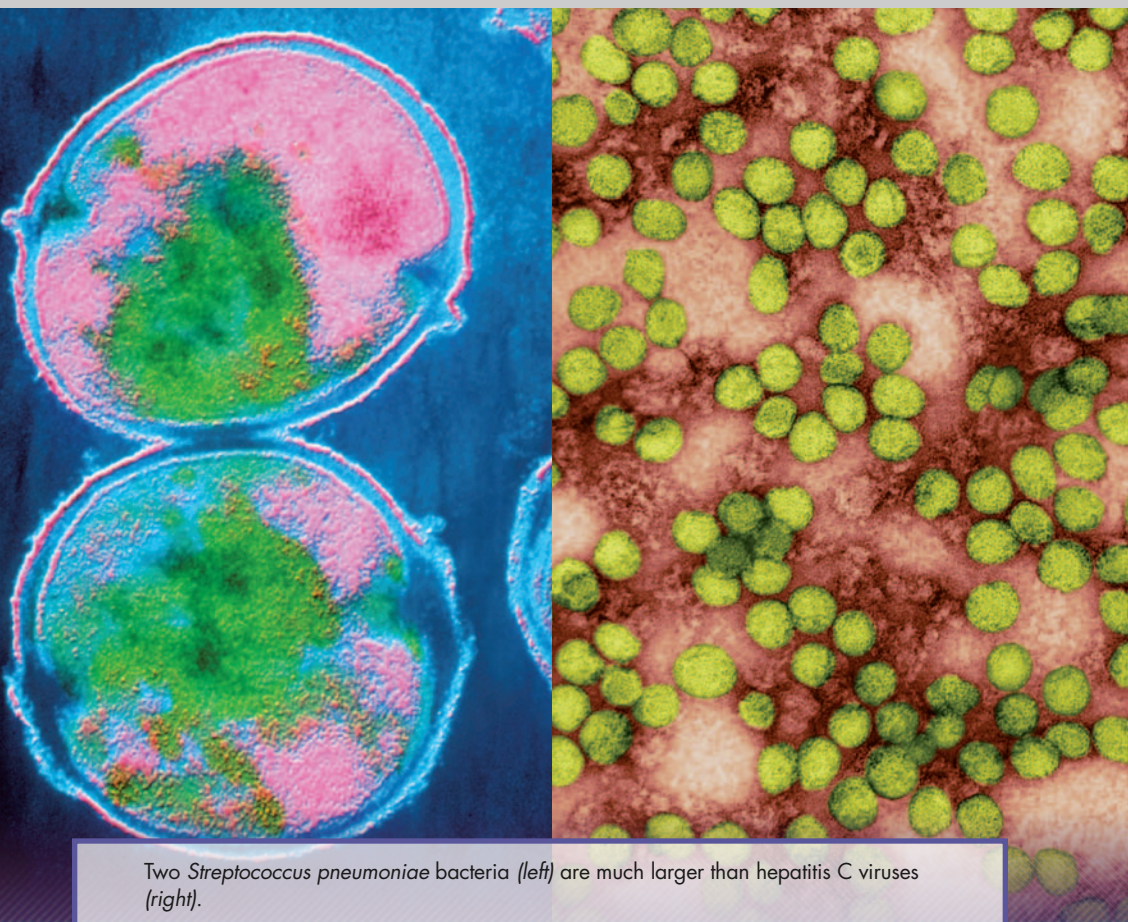 Two Streptococcus pneumoniae bacteria (left) are much larger than hepatitis C viruses
(right).